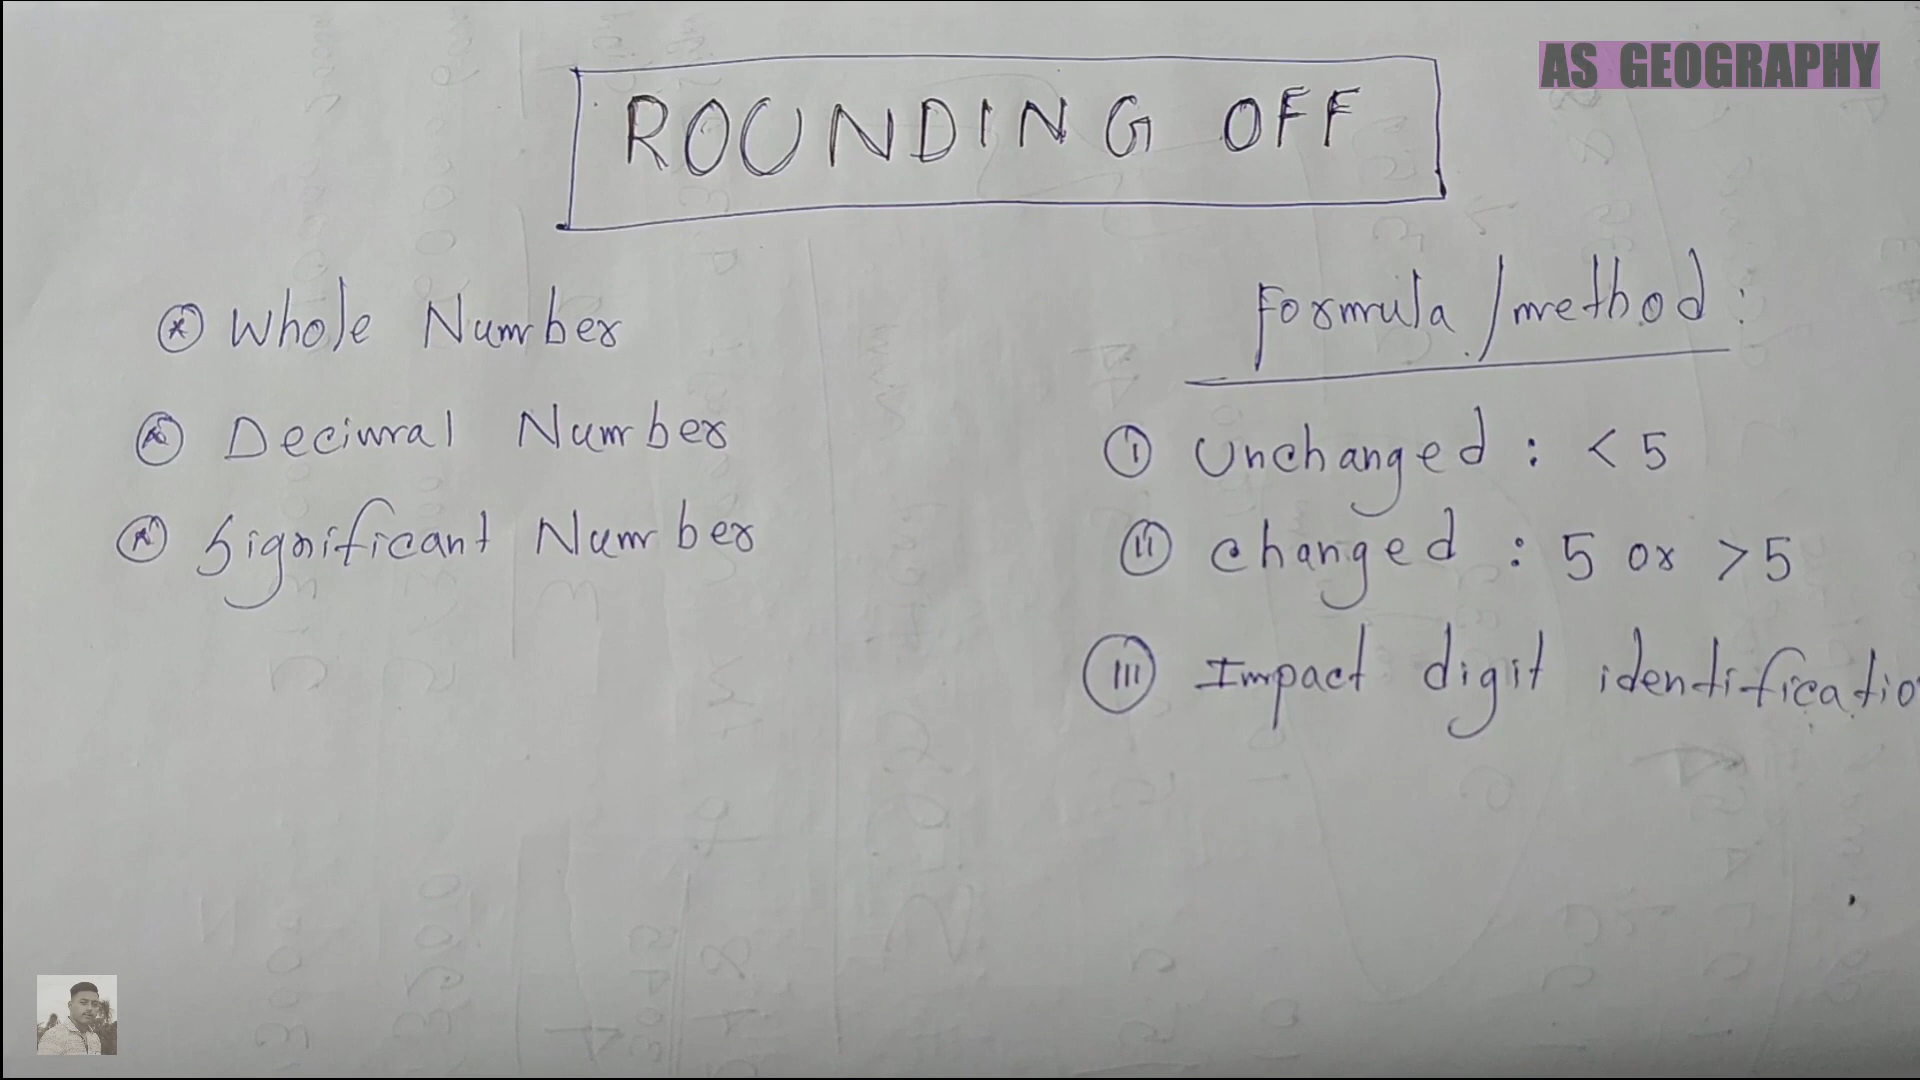 AS GEOGRAPHY
ROUNDING OFF
Whole Number
Decimal Number
Significant Number
Formula/method:
(i) Unchanged : < 5
(ii) changed : 5 or >5
(iii) Impact digit identificatio